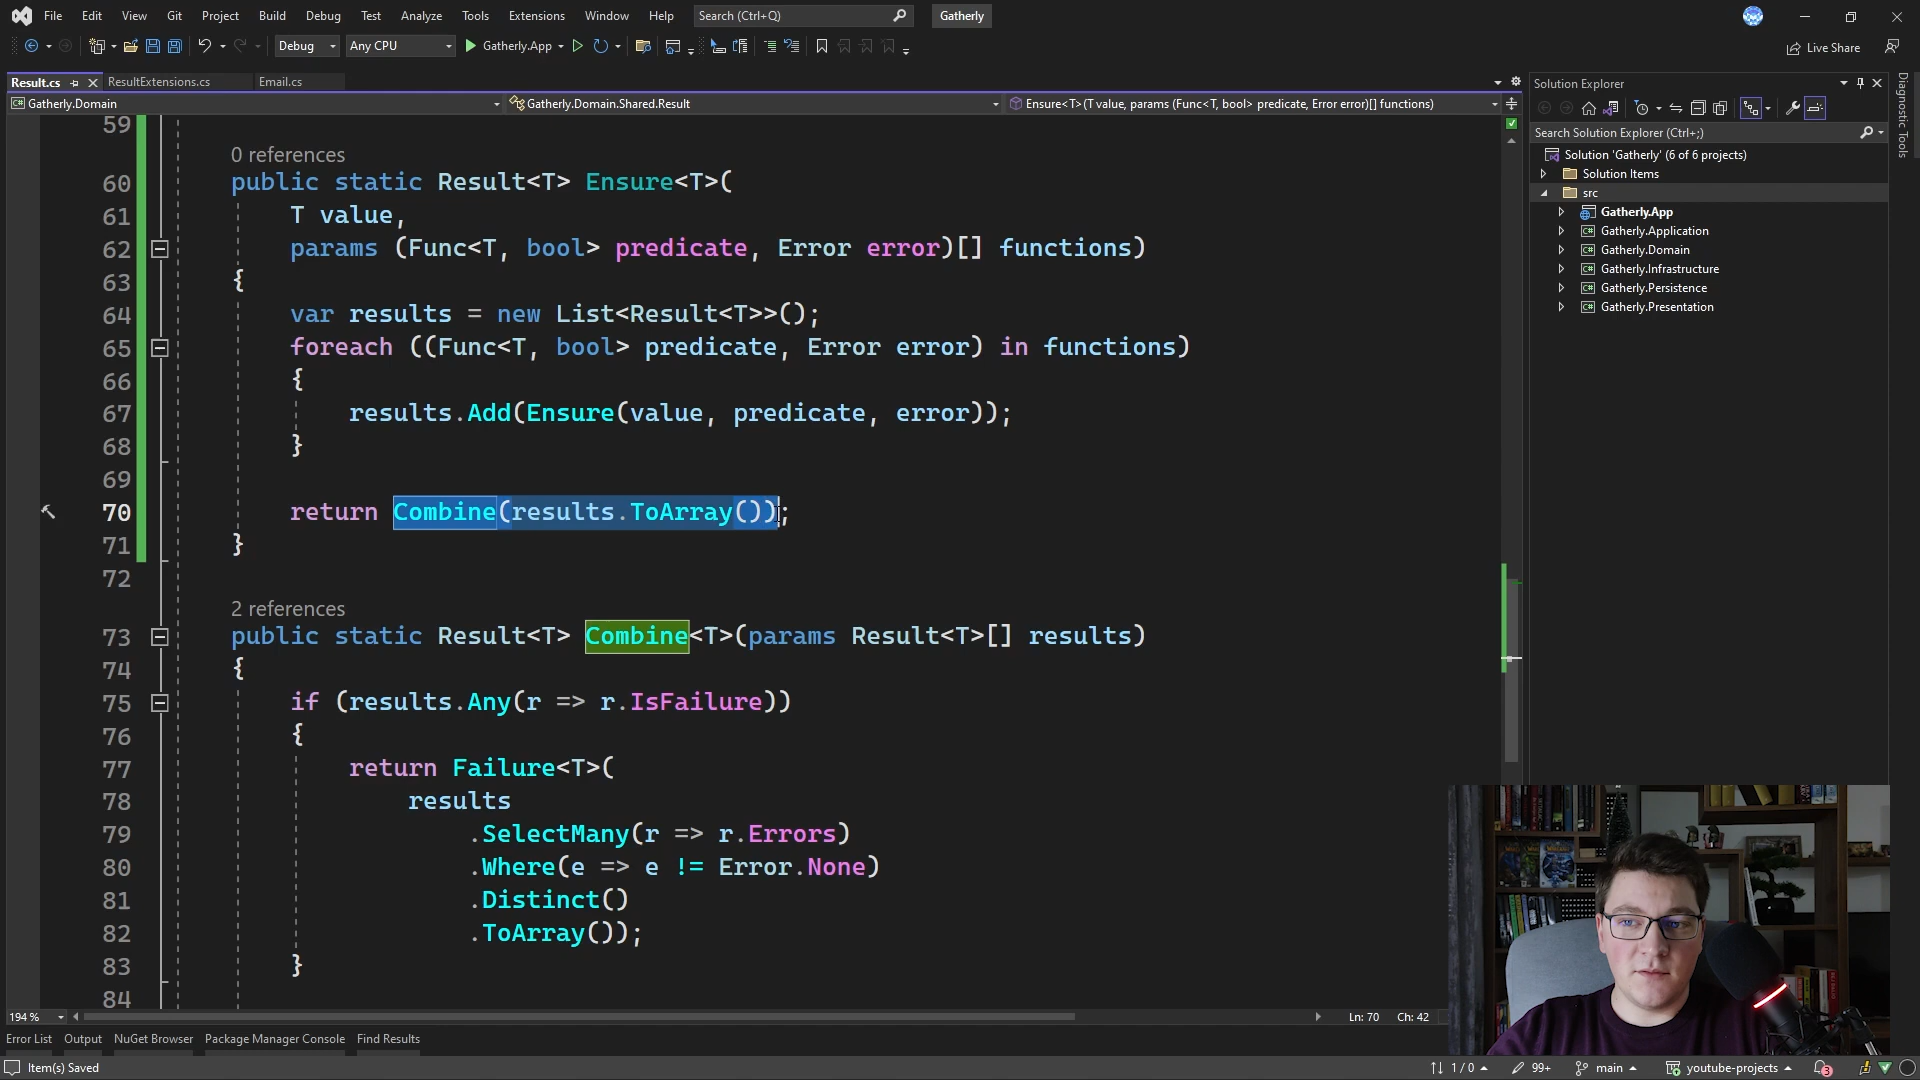 File Edit View Git Project Build Debug Test Analyze Tools Extensions Window Help Search (Ctrl+Q) Gatherly
Debug Any CPU Gatherly.App Live Share
Result.cs ResultExtensions.cs Email.cs
Gatherly.Domain Gatherly.Domain.Shared.Result Ensure<T>(T value, params (Func<T, bool> predicate, Error error)[] functions)
59
0 references
60 public static Result<T> Ensure<T>(
61 T value,
62 params (Func<T, bool> predicate, Error error)[] functions)
63 {
64 var results = new List<Result<T>>();
65 foreach ((Func<T, bool> predicate, Error error) in functions)
66 {
67 results.Add(Ensure(value, predicate, error));
68 }
69
70 return Combine(results.ToArray());
71 }
72
2 references
73 public static Result<T> Combine<T>(params Result<T>[] results)
74 {
75 if (results.Any(r => r.IsFailure))
76 {
77 return Failure<T>(
78 results
79 .SelectMany(r => r.Errors)
80 .Where(e => e != Error.None)
81 .Distinct()
82 .ToArray());
83 }
84
194 % Ln: 70 Ch: 42
Solution Explorer
Search Solution Explorer (Ctrl+;)
Solution 'Gatherly' (6 of 6 projects)
Solution Items
src
Gatherly.App
Gatherly.Application
Gatherly.Domain
Gatherly.Infrastructure
Gatherly.Persistence
Gatherly.Presentation
Diagnostic Tools
Error List Output NuGet Browser Package Manager Console Find Results
Item(s) Saved 1 / 0 99+ main youtube-projects 3